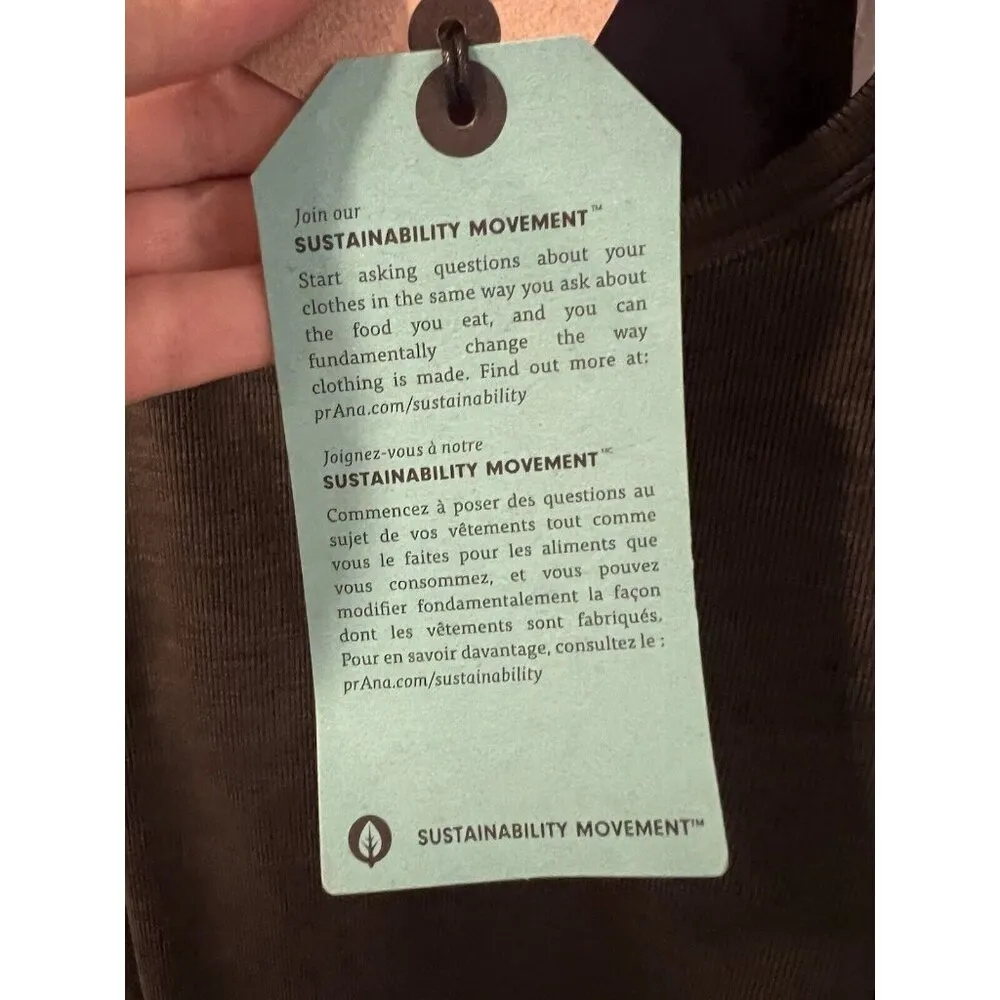 Join our
SUSTAINABILITY MOVEMENT™
Start asking questions about your
clothes in the same way you ask about
the food you eat, and you can
fundamentally change the way
clothing is made. Find out more at:
prAna.com/sustainability
Joignez-vous à notre
SUSTAINABILITY MOVEMENT MC
Commencez à poser des questions au
sujet de vos vêtements tout comme
vous le faites pour les aliments que
vous consommez, et vous pouvez
modifier fondamentalement la façon
dont les vêtements sont fabriqués.
Pour en savoir davantage, consultez le :
prAna.com/sustainability
SUSTAINABILITY MOVEMENT™